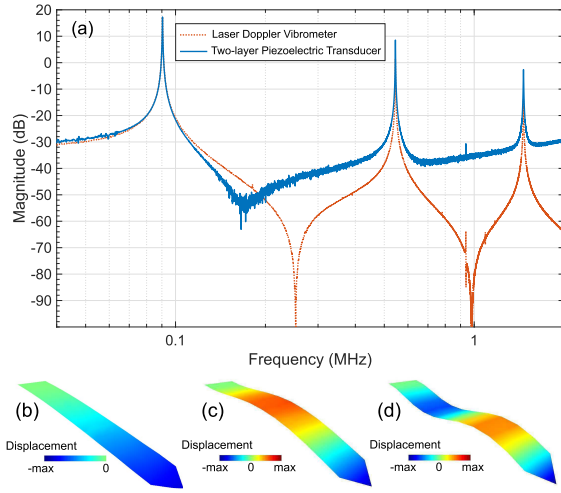 20
10
0
-10
-20
-30
-40
-50
-60
-70
-80
-90
Magnitude (dB)
(a)
Laser Doppler Vibrometer
Two-layer Piezoelectric Transducer
0.1
1
Frequency (MHz)
(b)
Displacement
-max 0
(c)
Displacement
-max 0 max
(d)
Displacement
-max 0 max